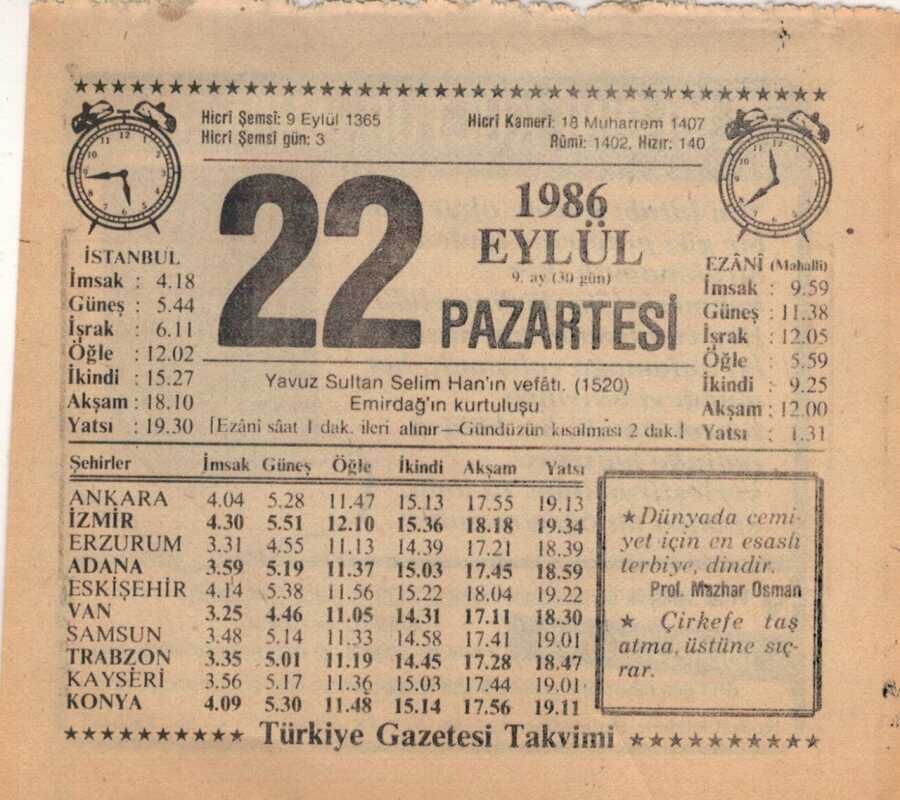 Hicrî Şemsî: 9 Eylül 1365
Hicrî Şemsî gün: 3
Hicrî Kamerî: 18 Muharrem 1407
Rûmî: 1402, Hızır: 140
22
1986
EYLÜL
9. ay (30 gün)
PAZARTESİ
İSTANBUL
İmsak : 4.18
Güneş : 5.44
İşrak : 6.11
Öğle : 12.02
İkindi : 15.27
Akşam : 18.10
Yatsı : 19.30
EZÂNÎ (Mahalli)
İmsak : 9.59
Güneş : 11.38
İşrak : 12.05
Öğle : 5.59
İkindi : 9.25
Akşam : 12.00
Yatsı : 1.31
Yavuz Sultan Selim Han'ın vefâtı. (1520)
Emirdağ'ın kurtuluşu
[Ezânî sâat 1 dak. ileri alınır—Gündüzün kısalması 2 dak.]
Şehirler İmsak Güneş Öğle İkindi Akşam Yatsı
ANKARA 4.04 5.28 11.47 15.13 17.55 19.13
İZMİR 4.30 5.51 12.10 15.36 18.18 19.34
ERZURUM 3.31 4.55 11.13 14.39 17.21 18.39
ADANA 3.59 5.19 11.37 15.03 17.45 18.59
ESKİŞEHİR 4.14 5.38 11.56 15.22 18.04 19.22
VAN 3.25 4.46 11.05 14.31 17.11 18.30
SAMSUN 3.48 5.14 11.33 14.58 17.41 19.01
TRABZON 3.35 5.01 11.19 14.45 17.28 18.47
KAYSERİ 3.56 5.17 11.36 15.03 17.44 19.01
KONYA 4.09 5.30 11.48 15.14 17.56 19.11
★Dünyada cemi-
yet için en esaslı
terbiye, dindir.
Prof. Mazhar Osman
★ Çirkefe taş
atma, üstüne sıç-
rar.
Türkiye Gazetesi Takvimi